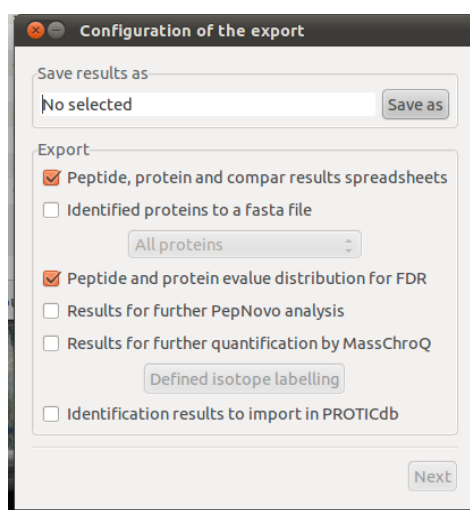 Configuration of the export
Save results as
No selected
Save as
Export
Peptide, protein and compar results spreadsheets
Identified proteins to a fasta file
All proteins
Peptide and protein evalue distribution for FDR
Results for further PepNovo analysis
Results for further quantification by MassChroQ
Defined isotope labelling
Identification results to import in PROTICdb
Next